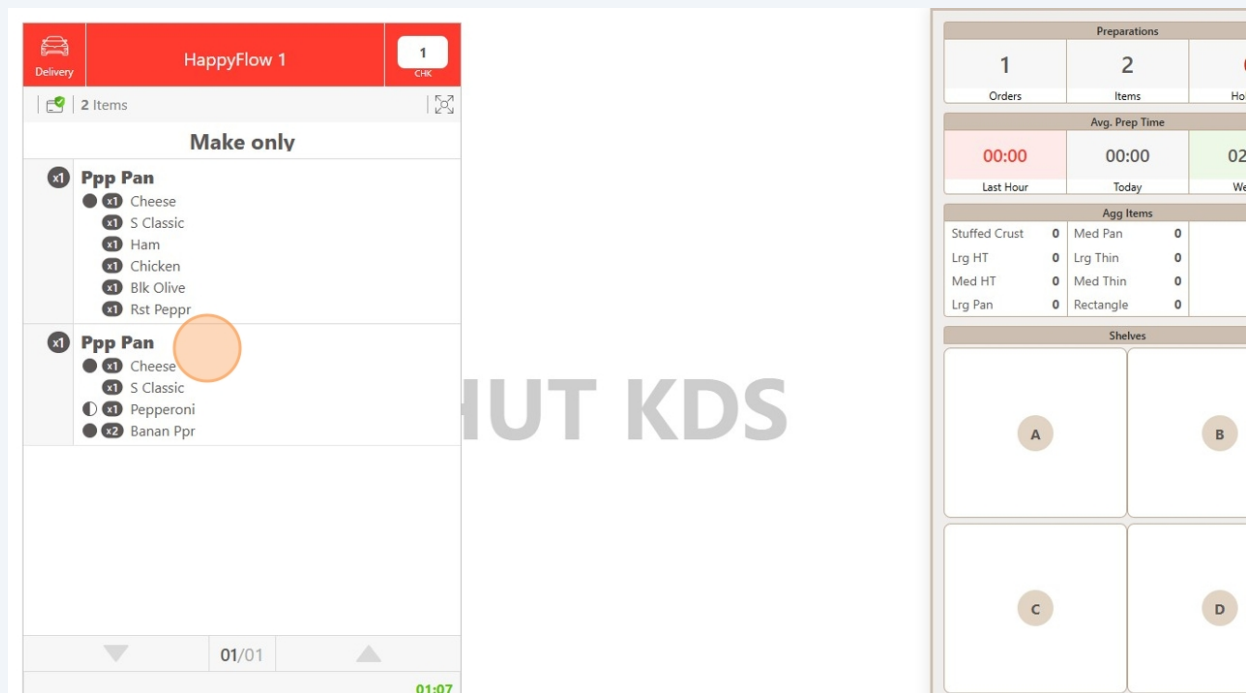 HappyFlow 1
1
Delivery
CHK
2 Items
Make only
x1 Ppp Pan
x1 Cheese
x1 S Classic
x1 Ham
x1 Chicken
x1 Blk Olive
x1 Rst Peppr
x1 Ppp Pan
x1 Cheese
x1 S Classic
x1 Pepperoni
x2 Banan Ppr
01/01
01:07
HUT KDS
Preparations
1 2
Orders Items
Avg. Prep Time
00:00 00:00 02
Last Hour Today
Agg Items
Stuffed Crust 0 Med Pan 0
Lrg HT 0 Lrg Thin 0
Med HT 0 Med Thin 0
Lrg Pan 0 Rectangle 0
Shelves
A B
C D